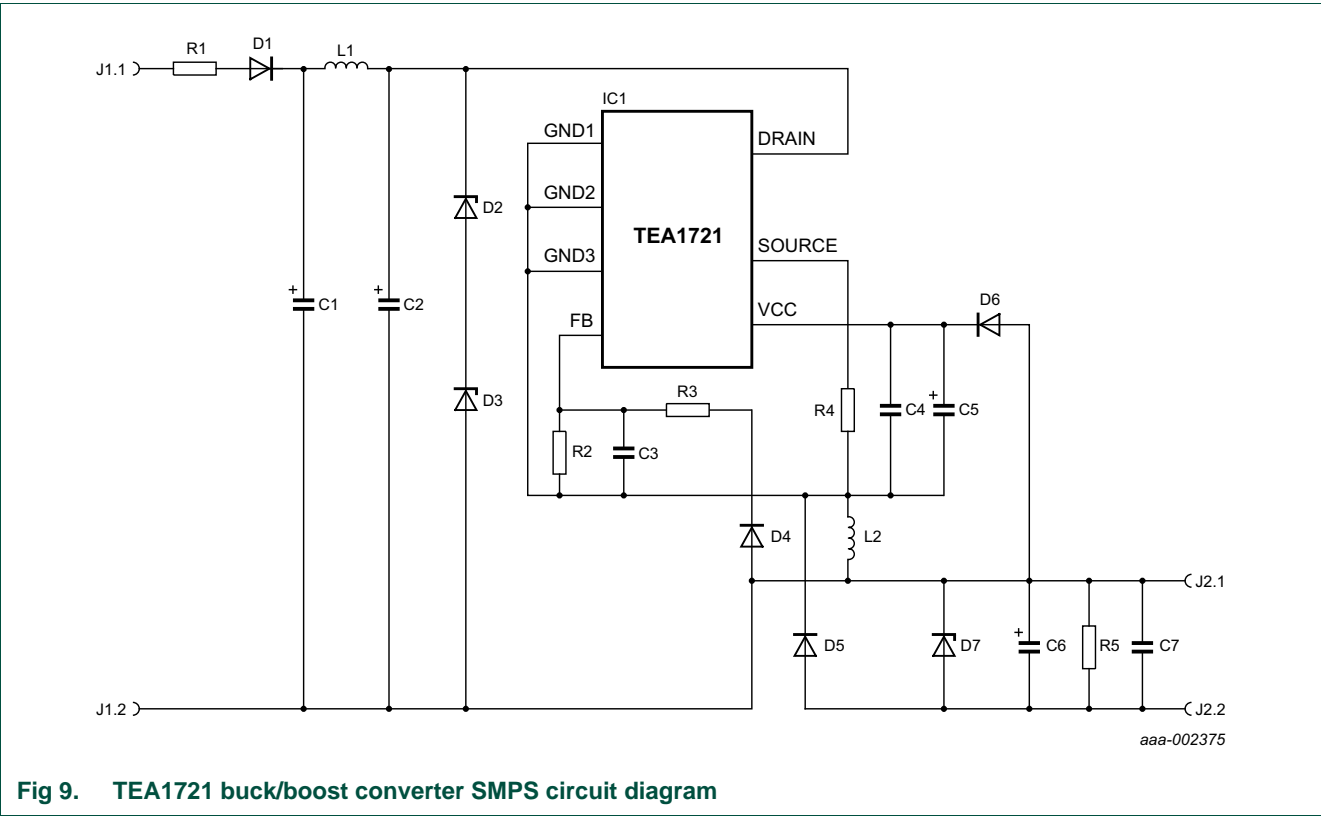 R1
D1
L1
J1.1
IC1
GND1
DRAIN
GND2
D2
TEA1721
SOURCE
GND3
VCC
D6
C1
C2
FB
R3
D3
R4
C4
C5
R2
C3
D4
L2
J2.1
D5
D7
C6
R5
C7
J1.2
J2.2
aaa-002375
Fig 9. TEA1721 buck/boost converter SMPS circuit diagram